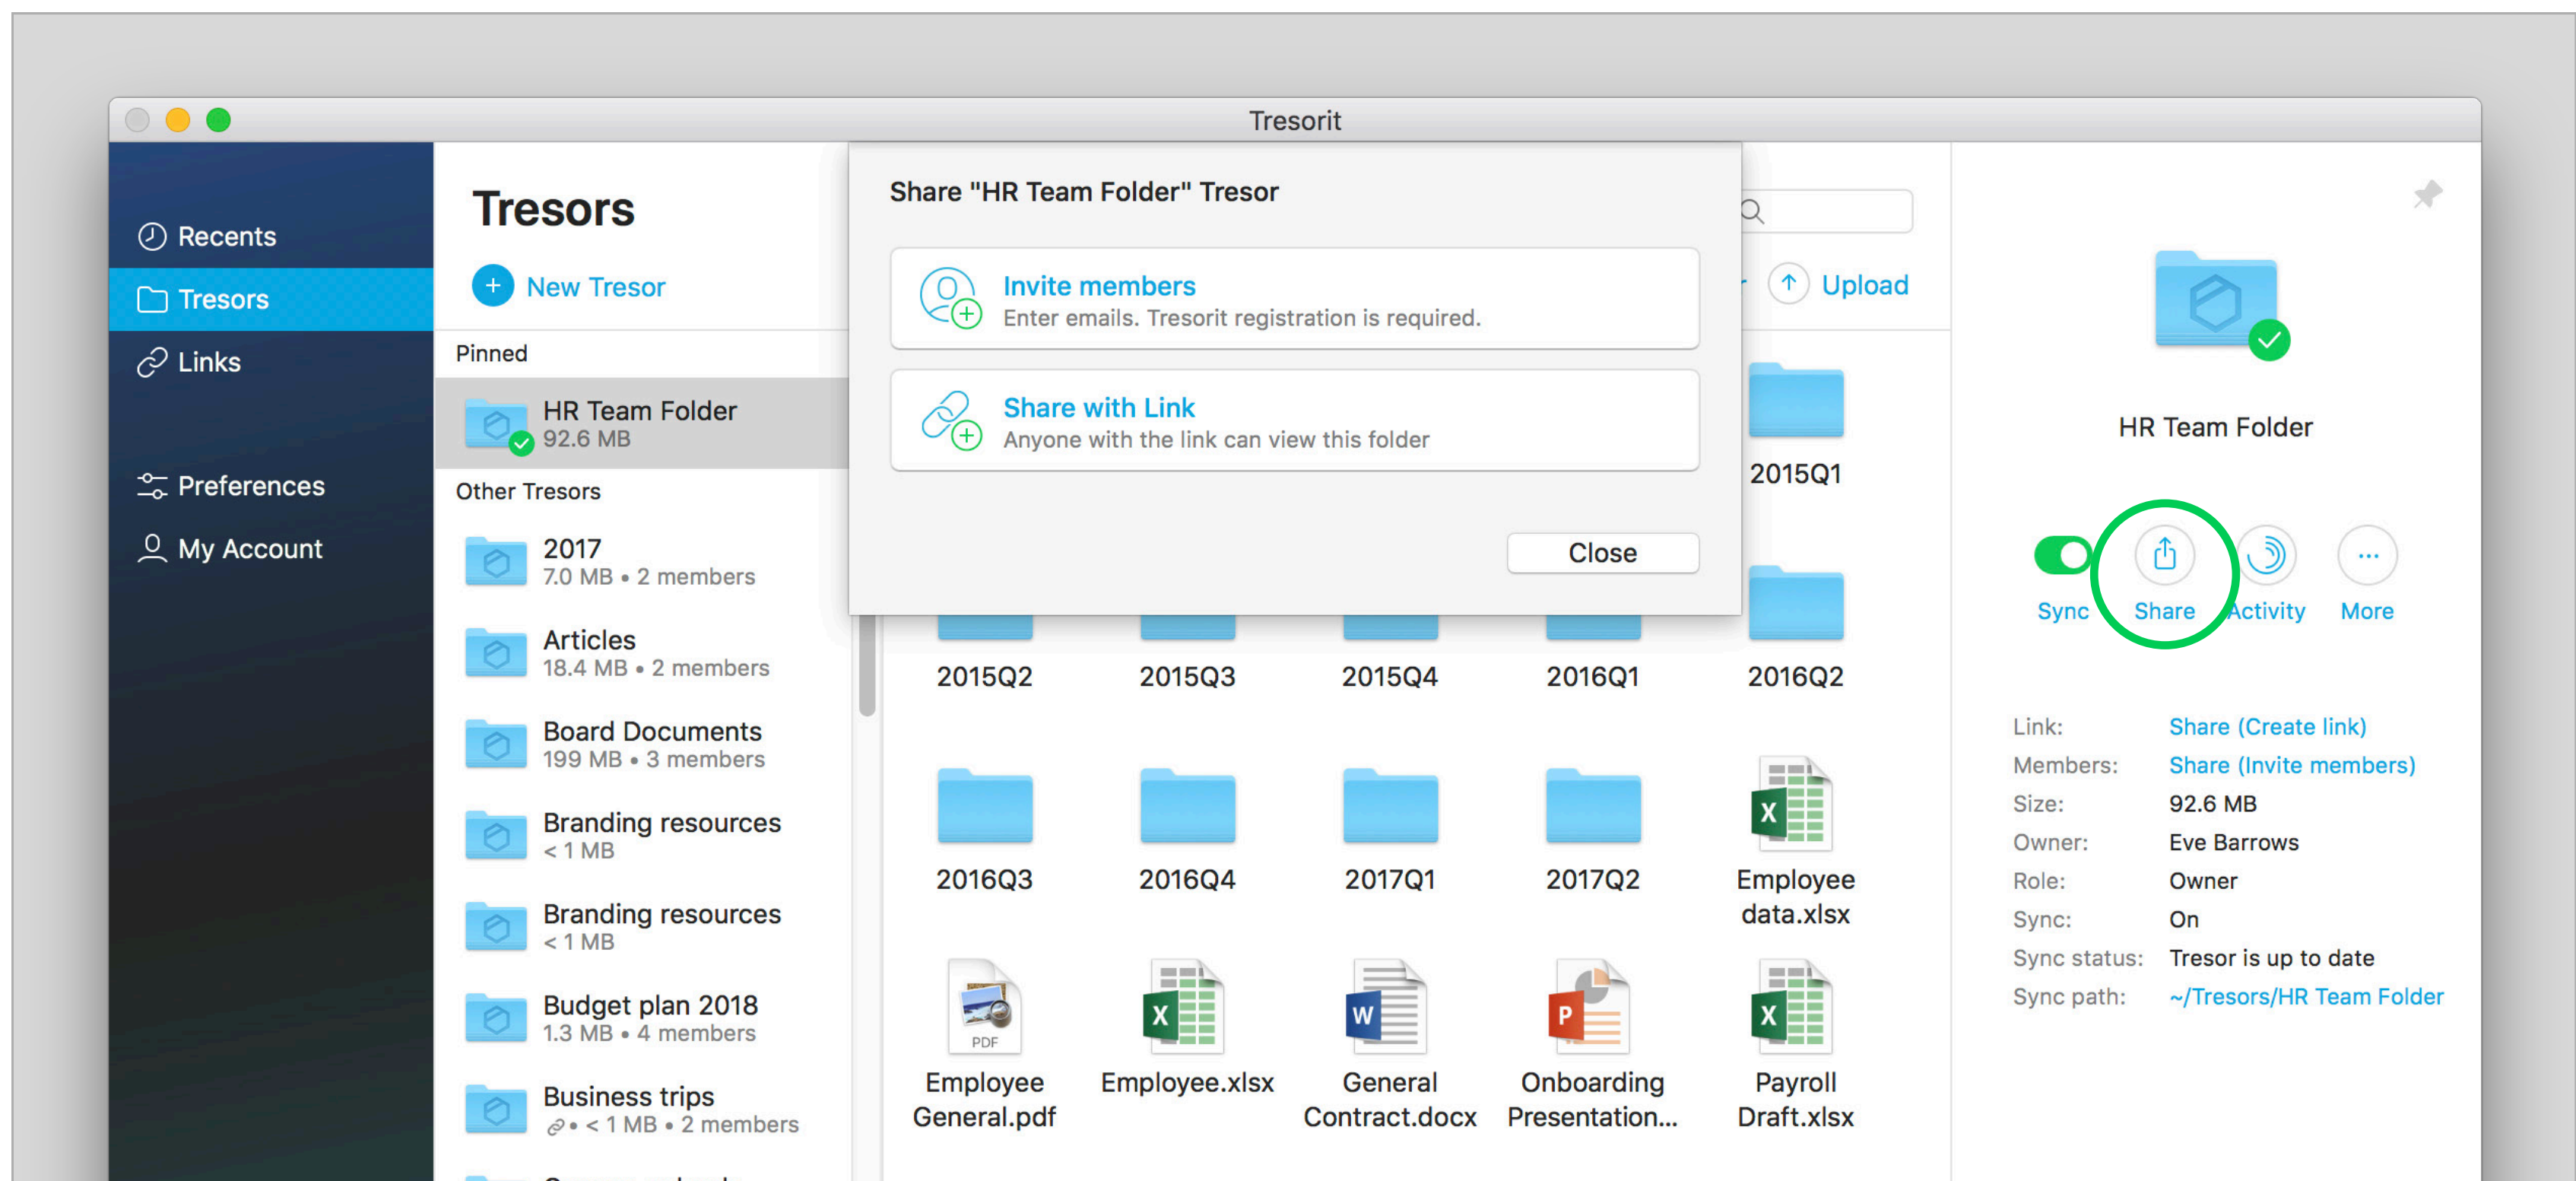 Tresorit
Recents
Tresors
Links
Preferences
My Account
Tresors
New Tresor
Pinned
HR Team Folder
92.6 MB
Other Tresors
2017
7.0 MB • 2 members
Articles
18.4 MB • 2 members
Board Documents
199 MB • 3 members
Branding resources
< 1 MB
Branding resources
< 1 MB
Budget plan 2018
1.3 MB • 4 members
Business trips
• < 1 MB • 2 members
Share "HR Team Folder" Tresor
Invite members
Enter emails. Tresorit registration is required.
Share with Link
Anyone with the link can view this folder
Close
Upload
2015Q1
2015Q2
2015Q3
2015Q4
2016Q1
2016Q2
2016Q3
2016Q4
2017Q1
2017Q2
X
Employee
data.xlsx
PDF
Employee
General.pdf
X
Employee.xlsx
W
General
Contract.docx
P
Onboarding
Presentation...
X
Payroll
Draft.xlsx
HR Team Folder
Sync
Share
Activity
More
Link: Share (Create link)
Members: Share (Invite members)
Size: 92.6 MB
Owner: Eve Barrows
Role: Owner
Sync: On
Sync status: Tresor is up to date
Sync path: ~/Tresors/HR Team Folder